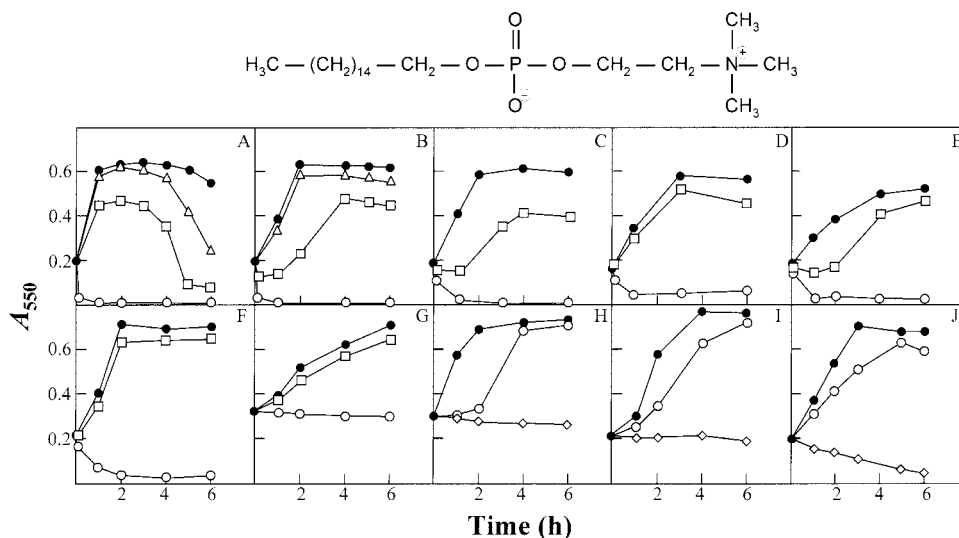 CH₃
O
H₃C — (CH₂)₁₄ — CH₂ — O — P — O — CH₂ — CH₂ — N⊕ — CH₃
O⊖
CH₃
A B C D E
0.6
0.4
0.2
F G H I J
0.6
0.4
0.2
A₅₅₀
2 4 6 2 4 6 2 4 6 2 4 6 2 4 6
Time (h)